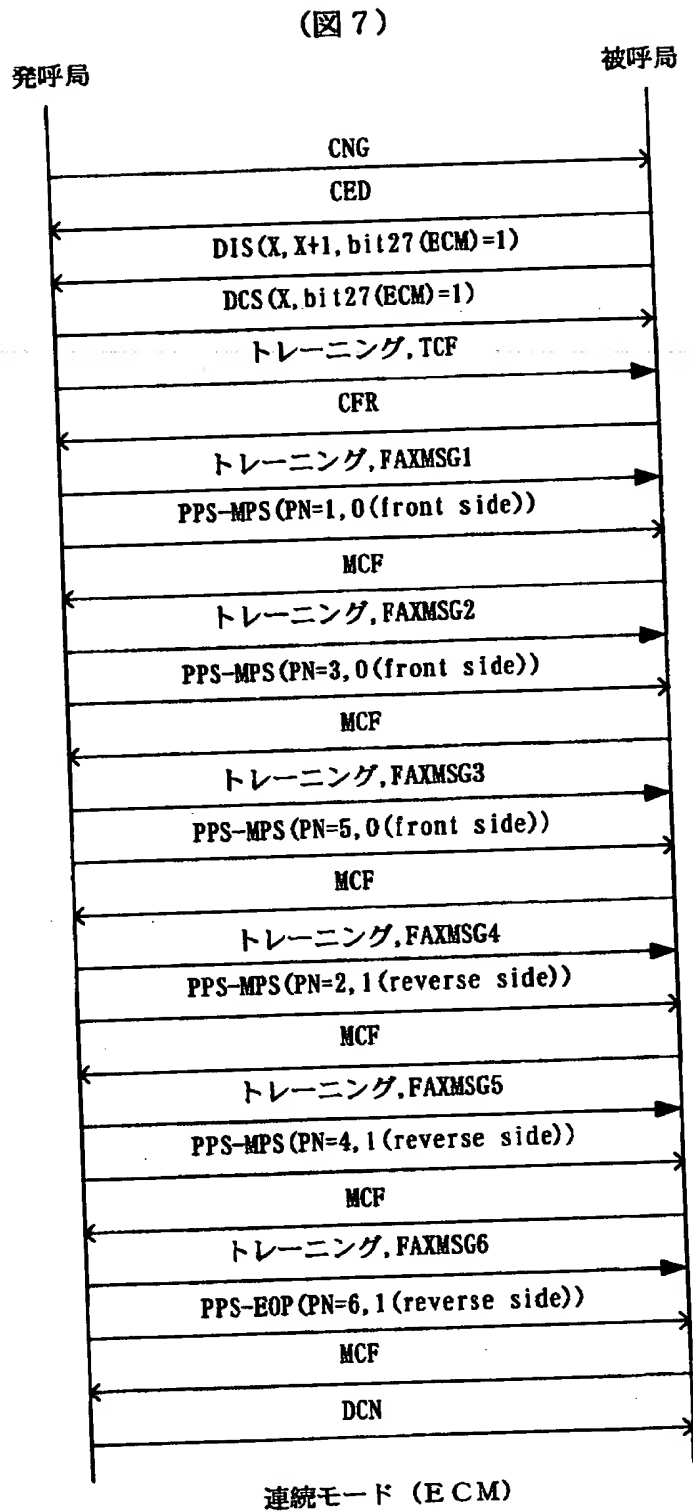 (図7)
発呼局
被呼局
CNG
CED
DIS(X,X+1,bit27(ECM)=1)
DCS(X,bit27(ECM)=1)
トレーニング,TCF
CFR
トレーニング,FAXMSG1
PPS-MPS(PN=1,0(front side))
MCF
トレーニング,FAXMSG2
PPS-MPS(PN=3,0(front side))
MCF
トレーニング,FAXMSG3
PPS-MPS(PN=5,0(front side))
MCF
トレーニング,FAXMSG4
PPS-MPS(PN=2,1(reverse side))
MCF
トレーニング,FAXMSG5
PPS-MPS(PN=4,1(reverse side))
MCF
トレーニング,FAXMSG6
PPS-EOP(PN=6,1(reverse side))
MCF
DCN
連続モード(ECM)